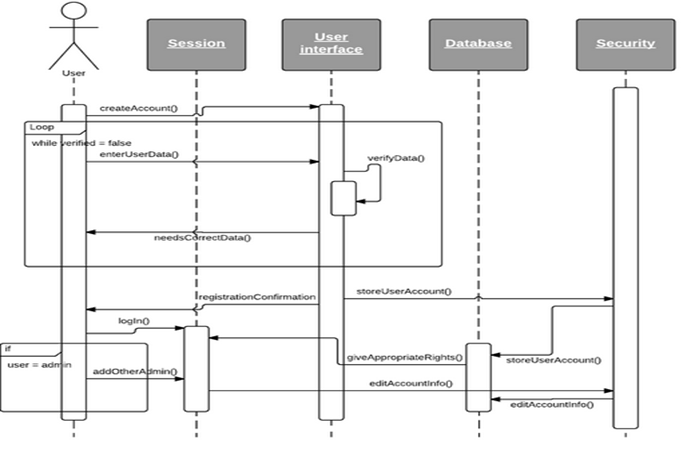 Session
User
interface
Database
Security
User
createAccount()
Loop
while verified = false
enterUserData()
verifyData()
needsCorrectData()
storeUserAccount()
registrationConfirmation
logIn()
if
giveAppropriateRights()
storeUserAccount()
user = admin
addOtherAdmin()
editAccountInfo()
editAccountInfo()